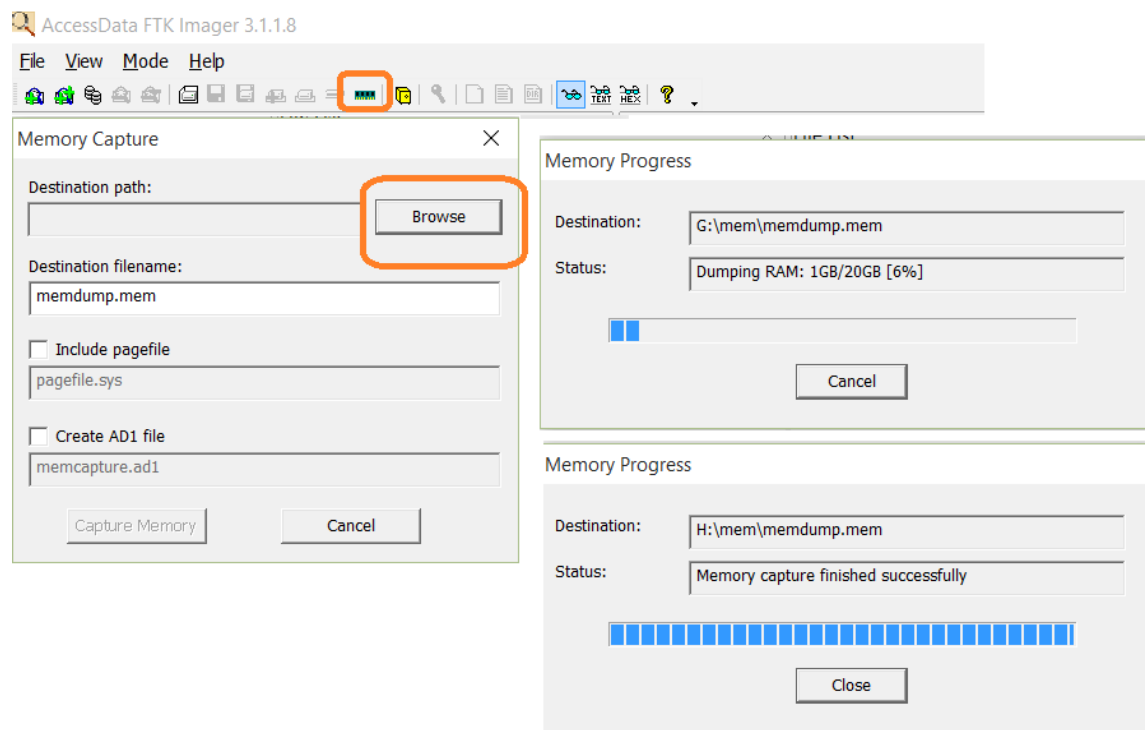 AccessData FTK Imager 3.1.1.8
File View Mode Help
TEXT HEX
Memory Capture
Destination path:
Browse
Destination filename:
memdump.mem
Include pagefile
pagefile.sys
Create AD1 file
memcapture.ad1
Capture Memory Cancel
Memory Progress
Destination: G:\mem\memdump.mem
Status: Dumping RAM: 1GB/20GB [6%]
Cancel
Memory Progress
Destination: H:\mem\memdump.mem
Status: Memory capture finished successfully
Close